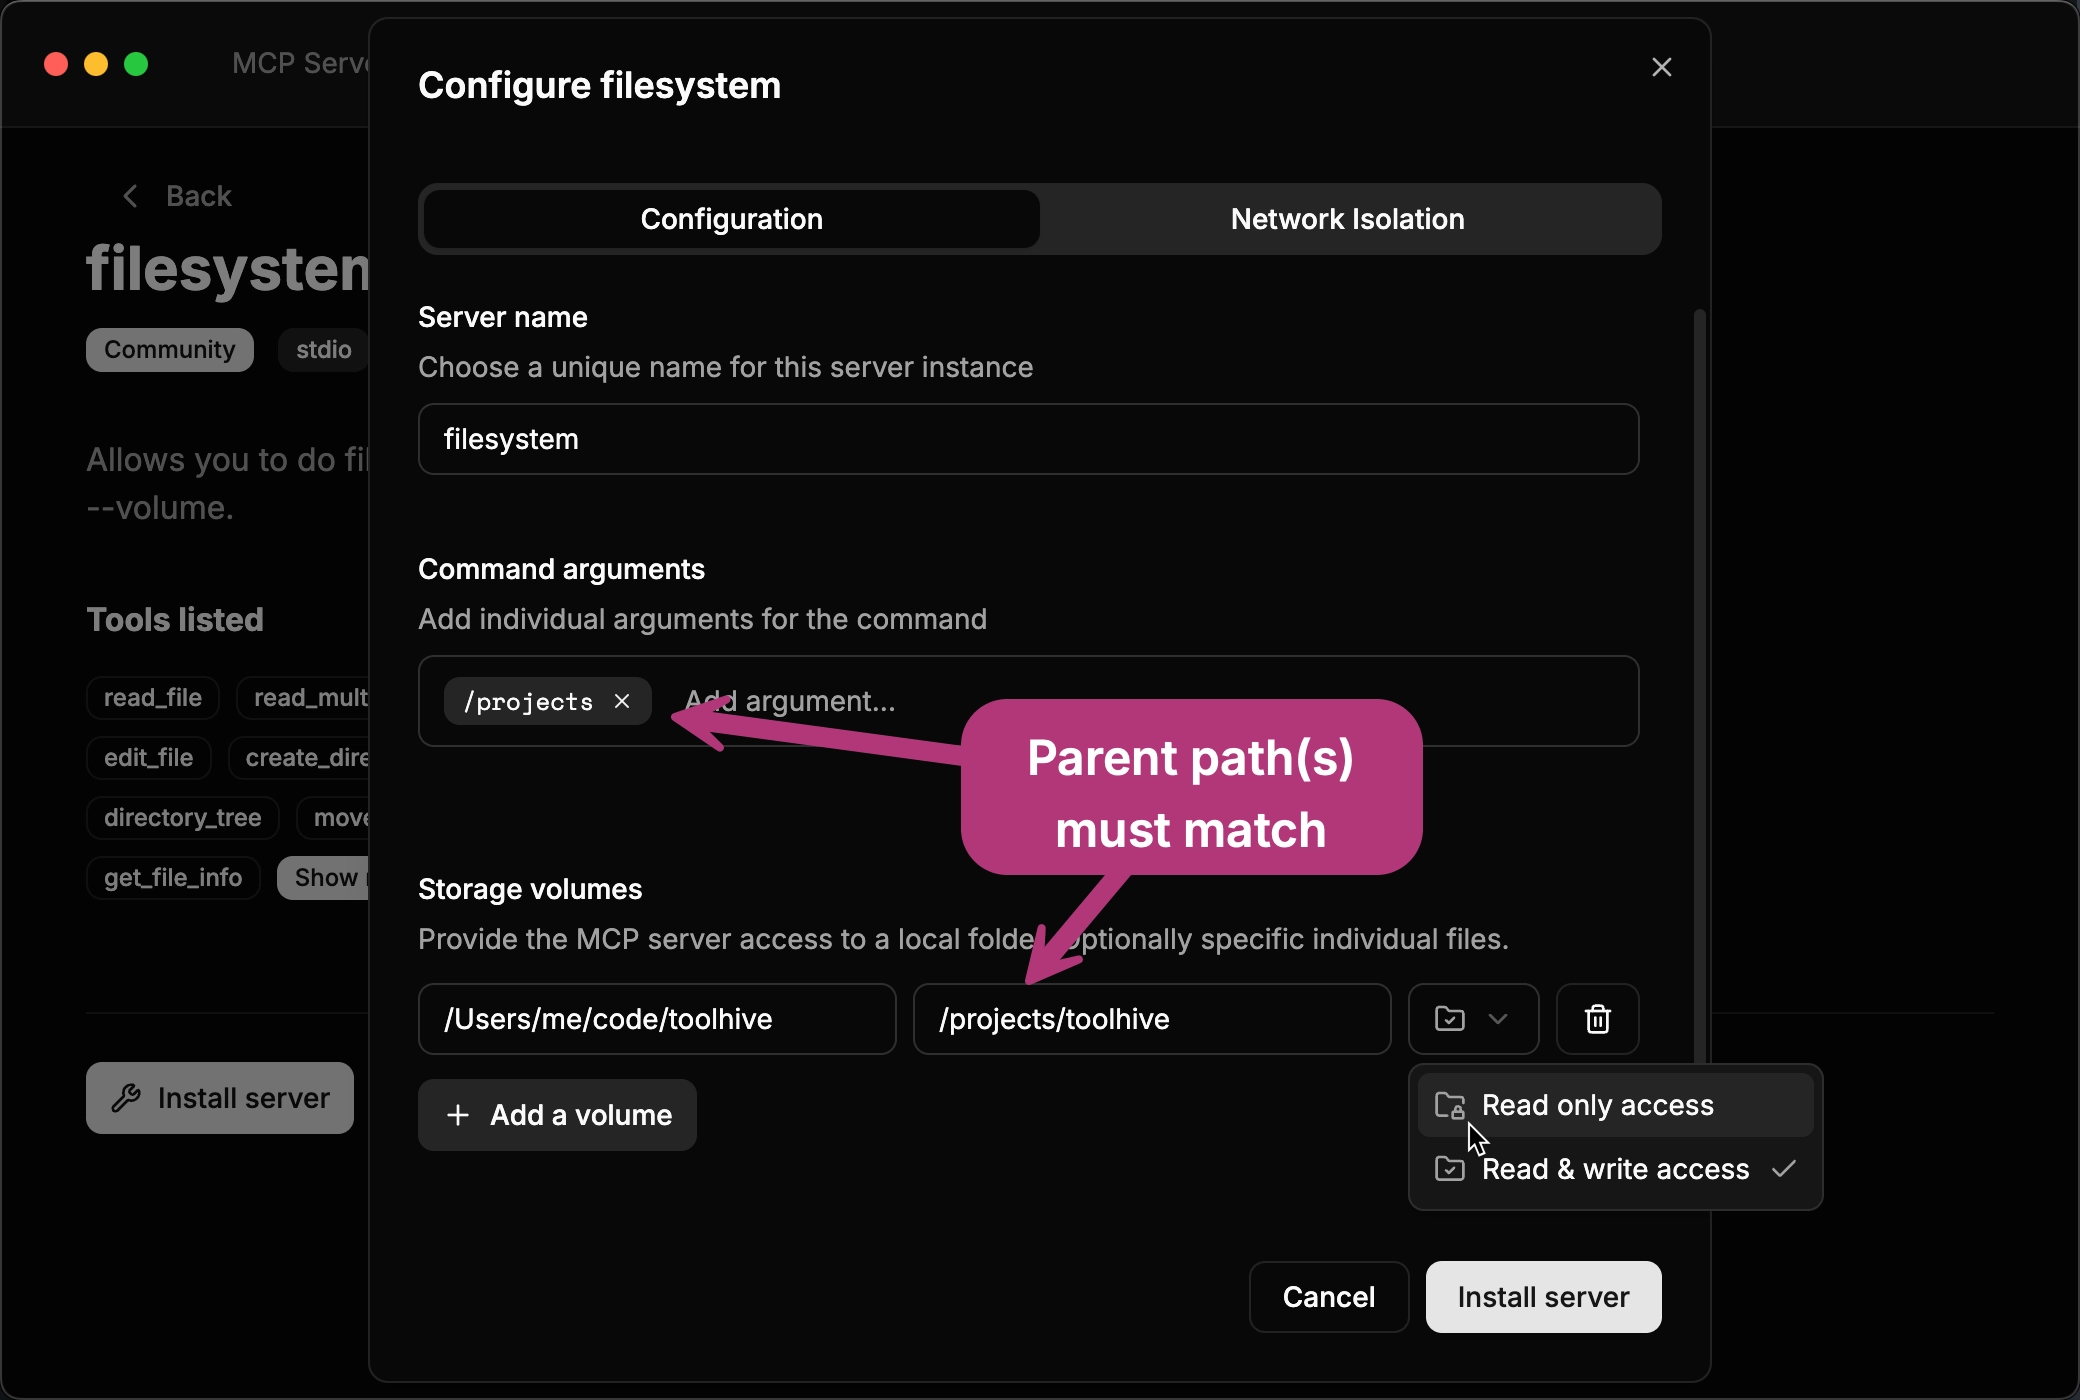 MCP Serve
Configure filesystem
Back
filesystem
Community
stdio
Allows you to do fil
--volume.
Tools listed
read_file
read_mult
edit_file
create_dire
directory_tree
move
get_file_info
Show
Install server
Configuration
Network Isolation
Server name
Choose a unique name for this server instance
filesystem
Command arguments
Add individual arguments for the command
/projects
Add argument...
Parent path(s)
must match
Storage volumes
Provide the MCP server access to a local folde optionally specific individual files.
/Users/me/code/toolhive
/projects/toolhive
Add a volume
Read only access
Read & write access
Cancel
Install server